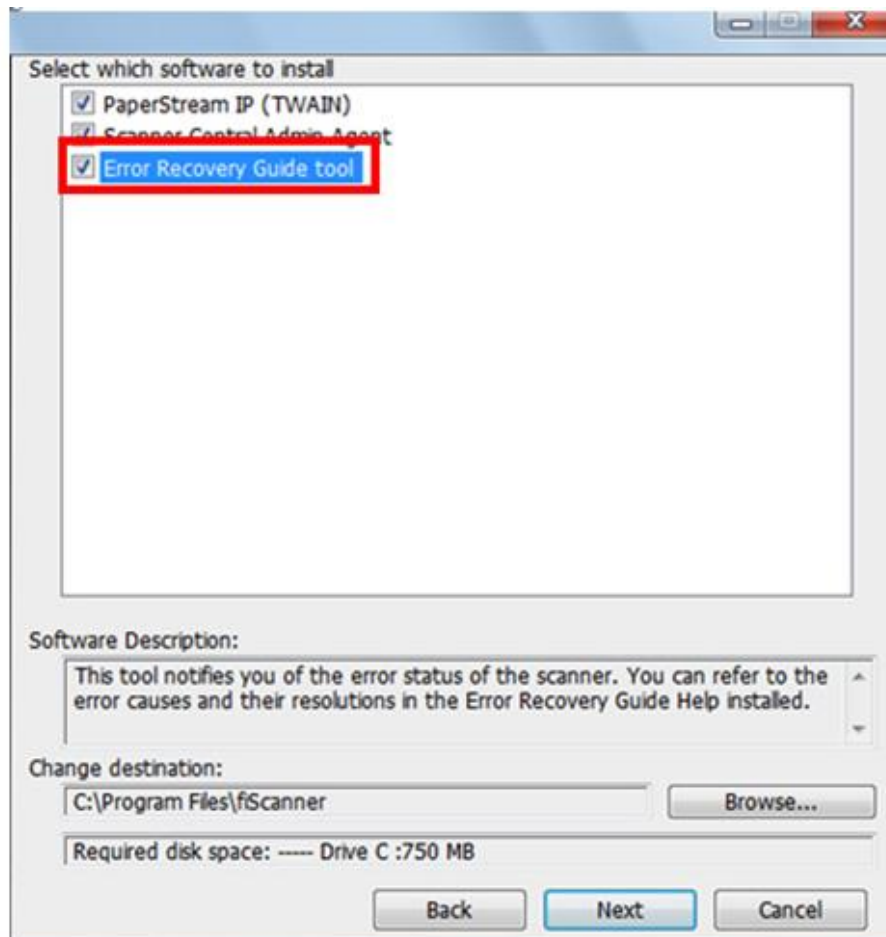 Select which software to install
PaperStream IP (TWAIN)
Scanner Central Admin Agent
Error Recovery Guide tool
Software Description:
This tool notifies you of the error status of the scanner. You can refer to the
error causes and their resolutions in the Error Recovery Guide Help installed.
Change destination:
C:\Program Files\fiScanner
Browse...
Required disk space: ----- Drive C :750 MB
Back
Next
Cancel